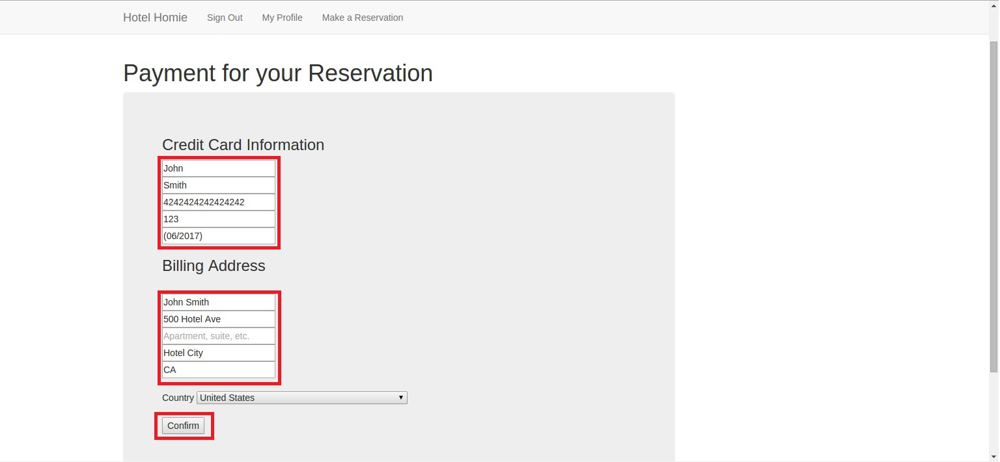 Hotel Homie Sign Out My Profile Make a Reservation
Payment for your Reservation
Credit Card Information
John
Smith
4242424242424242
123
(06/2017)
Billing Address
John Smith
500 Hotel Ave
Apartment, suite, etc.
Hotel City
CA
Country United States
Confirm